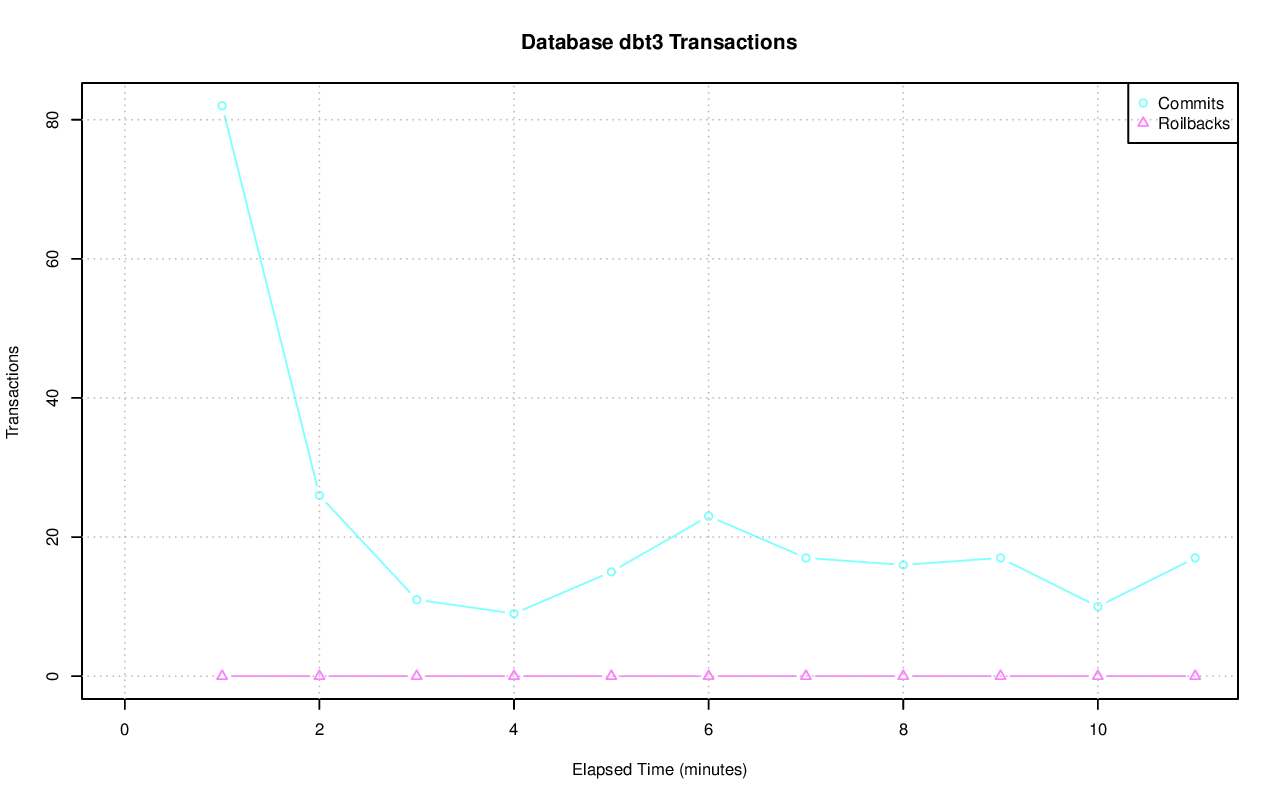 Database dbt3 Transactions
Commits
Roilbacks
80
60
40
20
0
Transactions
0 2 4 6 8 10
Elapsed Time (minutes)